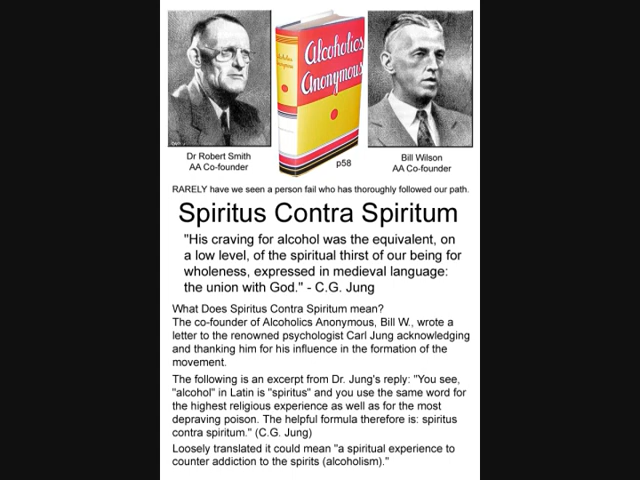 Alcoholics
Anonymous
Alcoholics
Anonymous
Dr Robert Smith
AA Co-founder
p58
Bill Wilson
AA Co-founder
RARELY have we seen a person fail who has thoroughly followed our path.
Spiritus Contra Spiritum
"His craving for alcohol was the equivalent, on
a low level, of the spiritual thirst of our being for
wholeness, expressed in medieval language:
the union with God." - C.G. Jung
What Does Spiritus Contra Spiritum mean?
The co-founder of Alcoholics Anonymous, Bill W., wrote a
letter to the renowned psychologist Carl Jung acknowledging
and thanking him for his influence in the formation of the
movement.
The following is an excerpt from Dr. Jung's reply: "You see,
"alcohol" in Latin is "spiritus" and you use the same word for
the highest religious experience as well as for the most
depraving poison. The helpful formula therefore is: spiritus
contra spiritum." (C.G. Jung)
Loosely translated it could mean "a spiritual experience to
counter addiction to the spirits (alcoholism)."